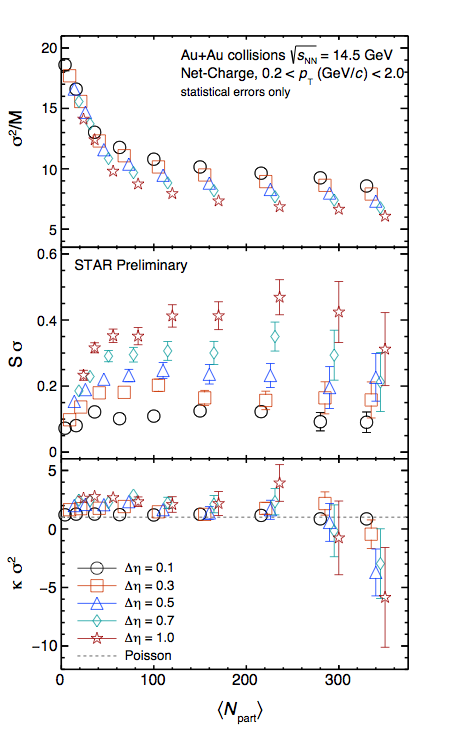 Au+Au collisions √sNN = 14.5 GeV
Net-Charge, 0.2 < pT (GeV/c) < 2.0
statistical errors only
20
15
10
5
σ²/M
STAR Preliminary
0.6
0.4
0.2
0
S σ
5
0
−5
−10
κ σ²
Δη = 0.1
Δη = 0.3
Δη = 0.5
Δη = 0.7
Δη = 1.0
Poisson
0 100 200 300
⟨Npart⟩